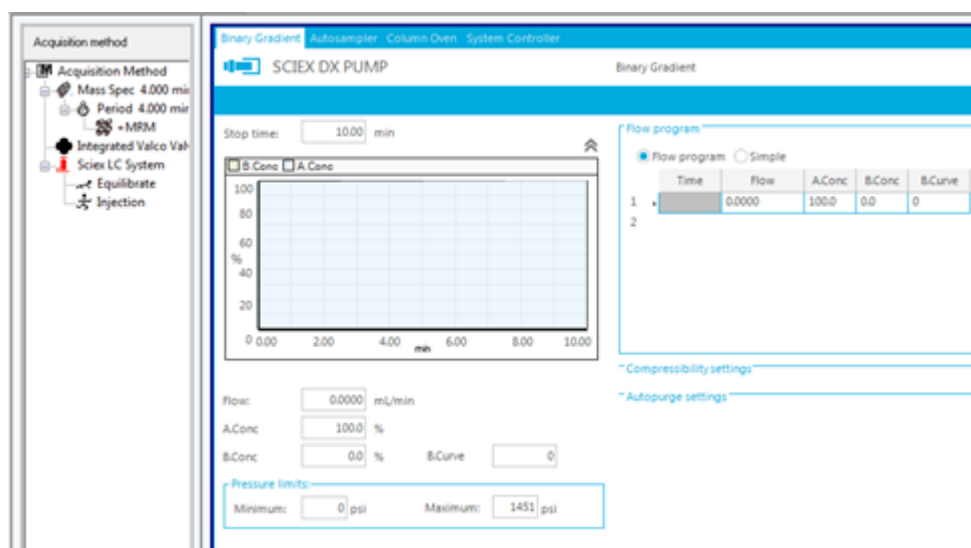 Acquisition method
Acquisition Method
Mass Spec 4.000 min
Period 4.000 min
+MRM
Integrated Valco Valv
Sciex LC System
Equilibrate
Injection
Binary Gradient Autosampler Column Oven System Controller
SCIEX DX PUMP
Binary Gradient
Stop time: 10.00 min
B.Conc A.Conc
100
80
60
%
40
20
0
0.00 2.00 4.00 6.00 8.00 10.00
min
Flow: 0.0000 mL/min
A.Conc 100.0 %
B.Conc 0.0 % B.Curve 0
Pressure limits:
Minimum: 0 psi Maximum: 1451 psi
Flow program
Flow program Simple
Time Flow A.Conc B.Conc B.Curve
1 0.0000 100.0 0.0 0
2
Compressibility settings
Autopurge settings